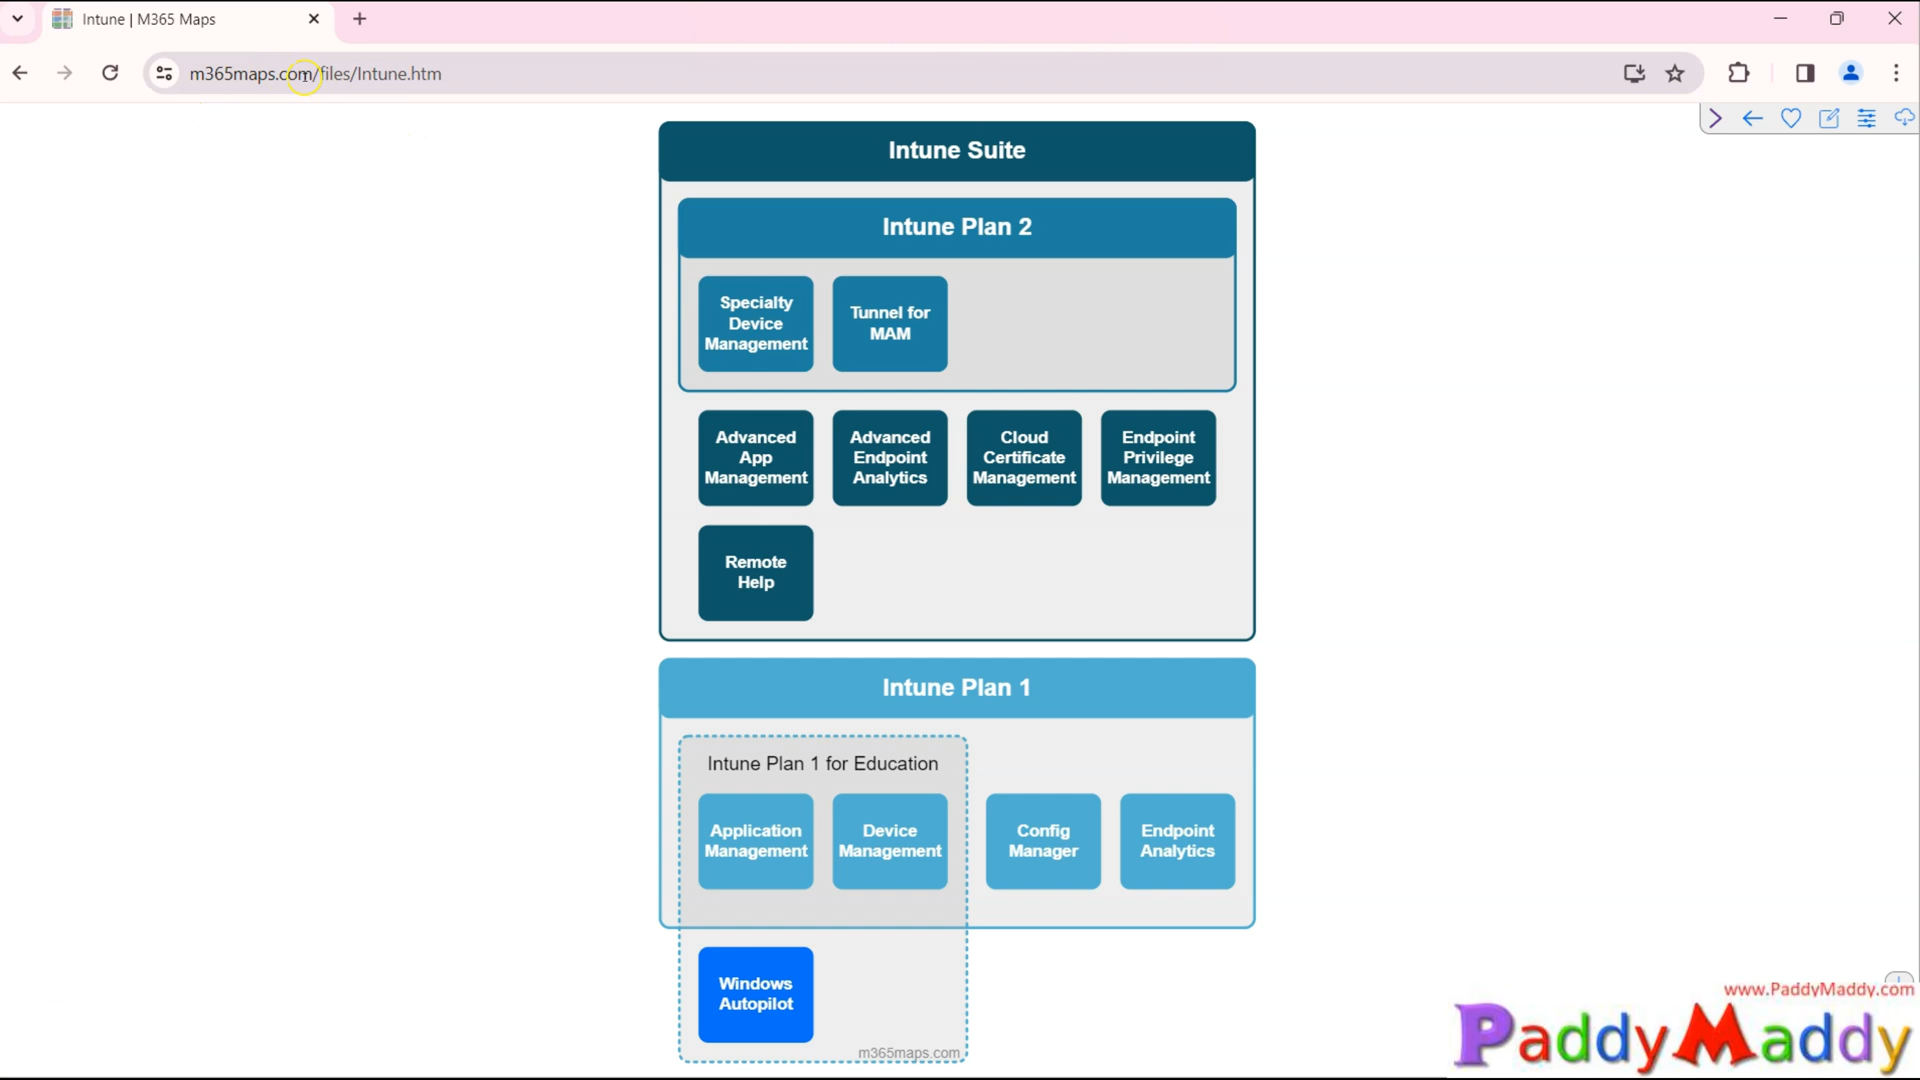 Intune | M365 Maps
m365maps.com/files/Intune.htm
Intune Suite
Intune Plan 2
Specialty
Device
Management
Tunnel for
MAM
Advanced
App
Management
Advanced
Endpoint
Analytics
Cloud
Certificate
Management
Endpoint
Privilege
Management
Remote
Help
Intune Plan 1
Intune Plan 1 for Education
Application
Management
Device
Management
Config
Manager
Endpoint
Analytics
Windows
Autopilot
m365maps.com
www.PaddyMaddy.com
PaddyMaddy